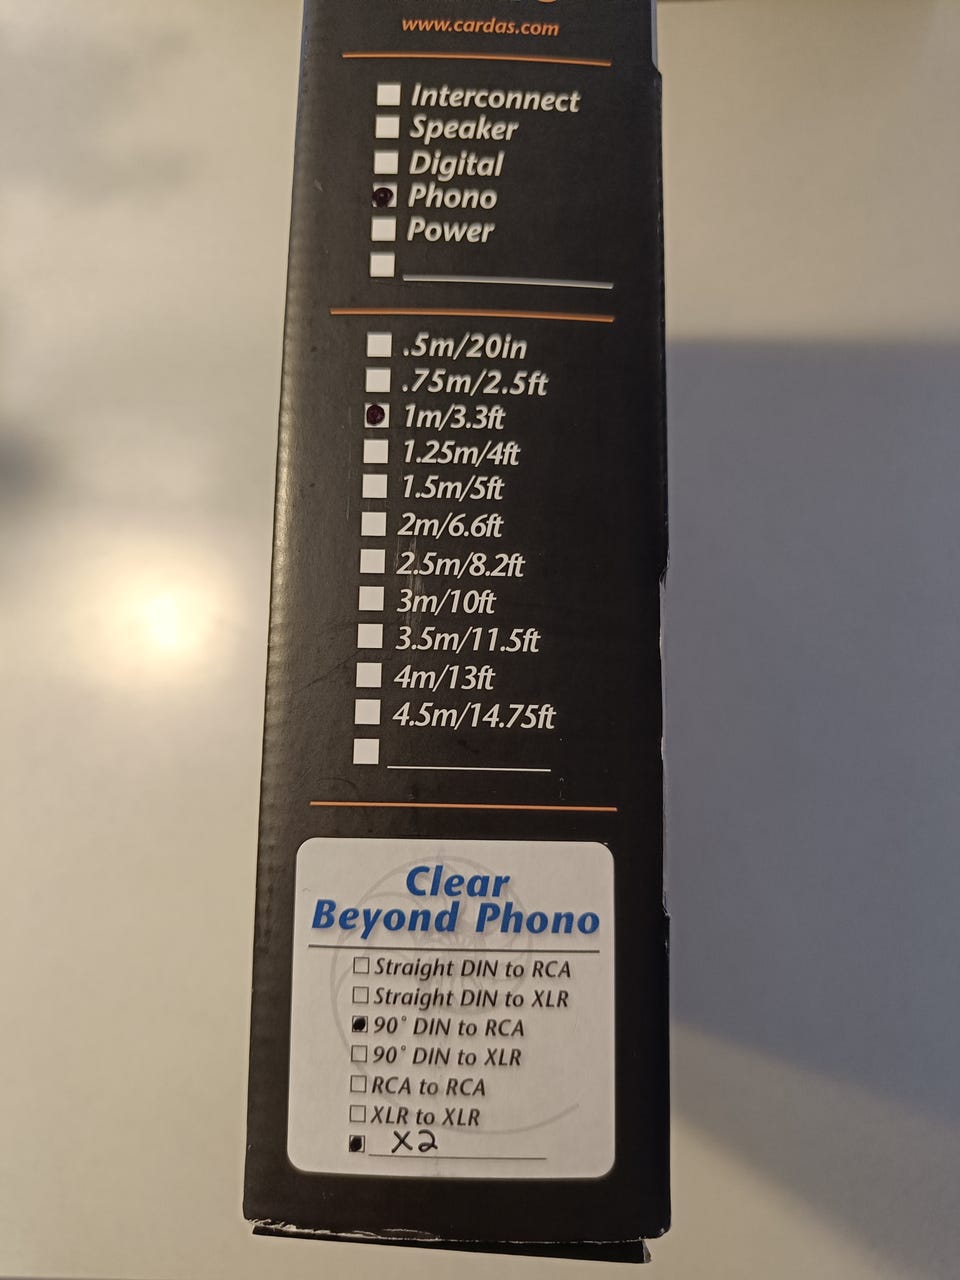 www.cardas.com
Interconnect
Speaker
Digital
Phono
Power
.5m/20in
.75m/2.5ft
1m/3.3ft
1.25m/4ft
1.5m/5ft
2m/6.6ft
2.5m/8.2ft
3m/10ft
3.5m/11.5ft
4m/13ft
4.5m/14.75ft
Clear
Beyond Phono
Straight DIN to RCA
Straight DIN to XLR
90° DIN to RCA
90° DIN to XLR
RCA to RCA
XLR to XLR
X2